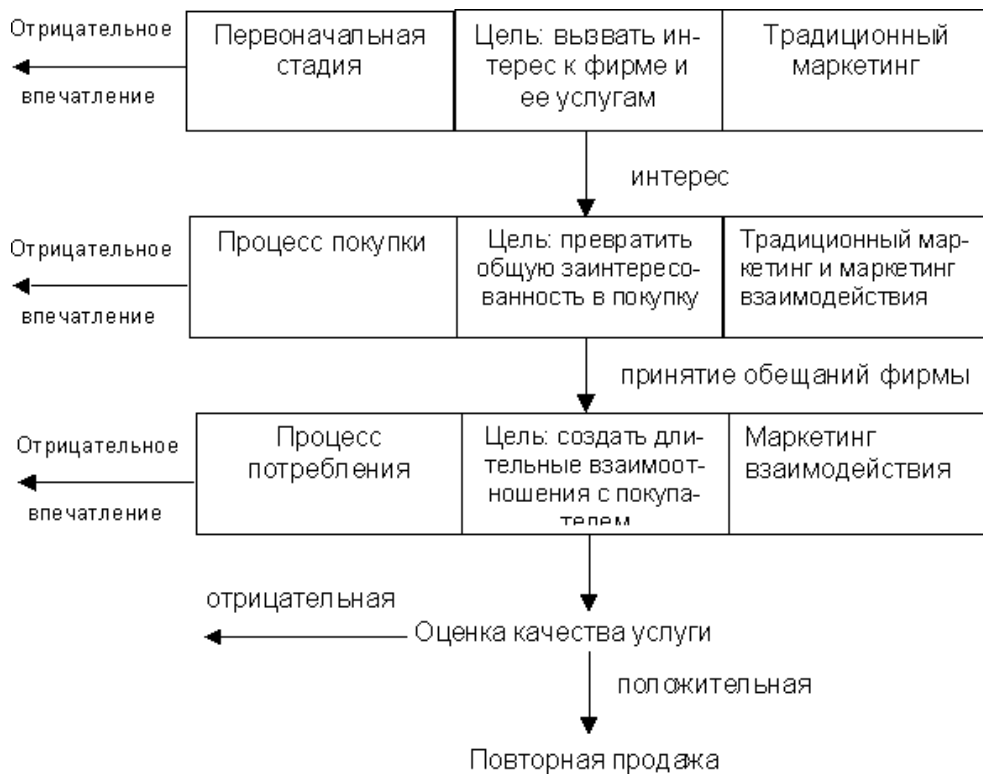 Отрицательное
впечатление
Первоначальная
стадия
Цель: вызвать ин-
терес к фирме и
ее услугам
Традиционный
маркетинг
интерес
Отрицательное
впечатление
Процесс покупки
Цель: превратить
общую заинтересо-
ованность в покупку
Традиционный мар-
кетинг и маркетинг
взаимодействия
принятие обещаний фирмы
Отрицательное
впечатление
Процесс
потребления
Цель: создать дли-
тельные взаимоот-
ношения с покупа-
телем
Маркетинг
взаимодействия
отрицательная
Оценка качества услуги
положительная
Повторная продажа